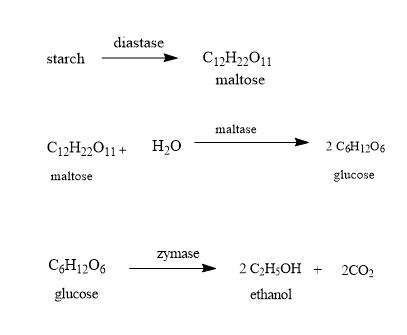 diastase
starch C₁₂H₂₂O₁₁
maltose
maltase
C₁₂H₂₂O₁₁ + H₂O 2 C₆H₁₂O₆
maltose glucose
zymase
C₆H₁₂O₆ 2 C₂H₅OH + 2CO₂
glucose ethanol